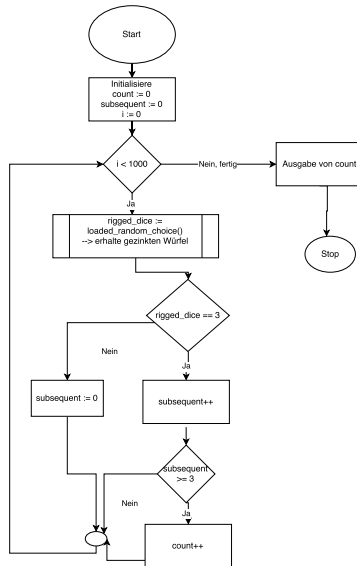 Start
Initialisiere
count := 0
subsequent := 0
i := 0
i < 1000
Nein, fertig
Ausgabe von count
Ja
Stop
rigged_dice :=
loaded_random_choice()
--> erhalte gezinkten Würfel
rigged_dice == 3
Nein
Ja
subsequent := 0
subsequent++
subsequent
>= 3
Nein
Ja
count++